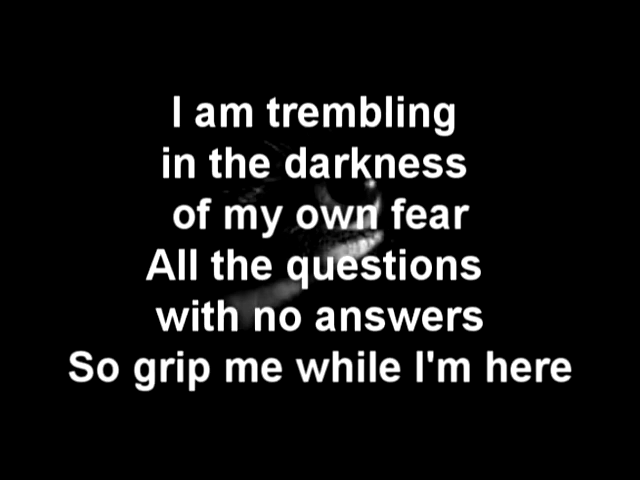 I am trembling
in the darkness
of my own fear
All the questions
with no answers
So grip me while I'm here